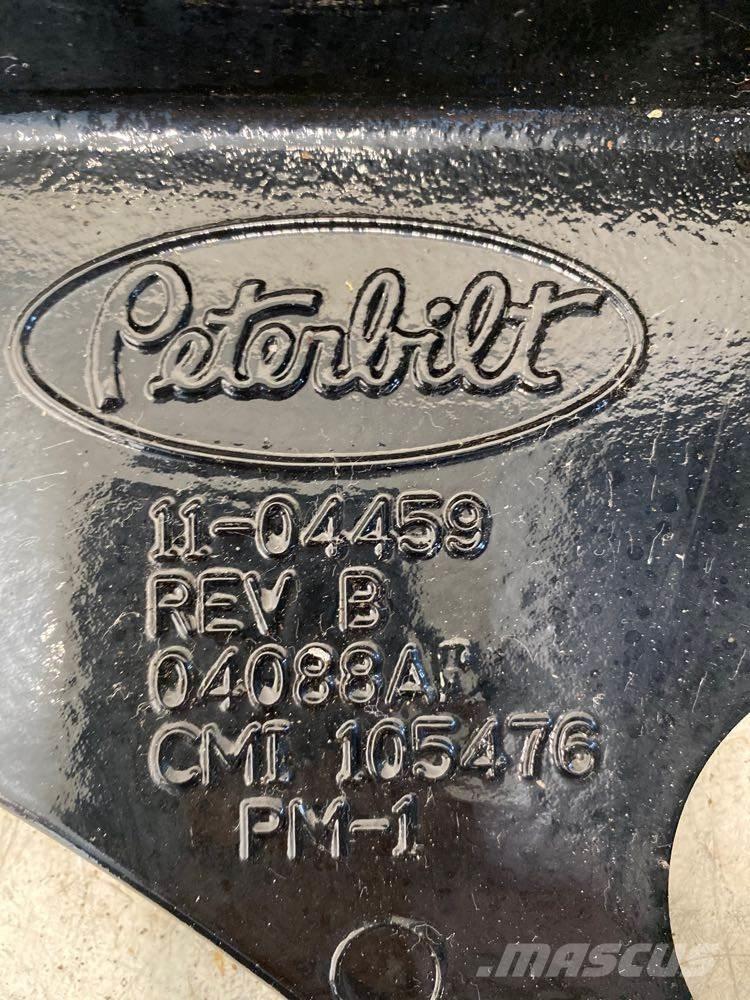 Peterbilt
11-04459
REV B
04088AF
CMI 105476
PM-1
MASCUS